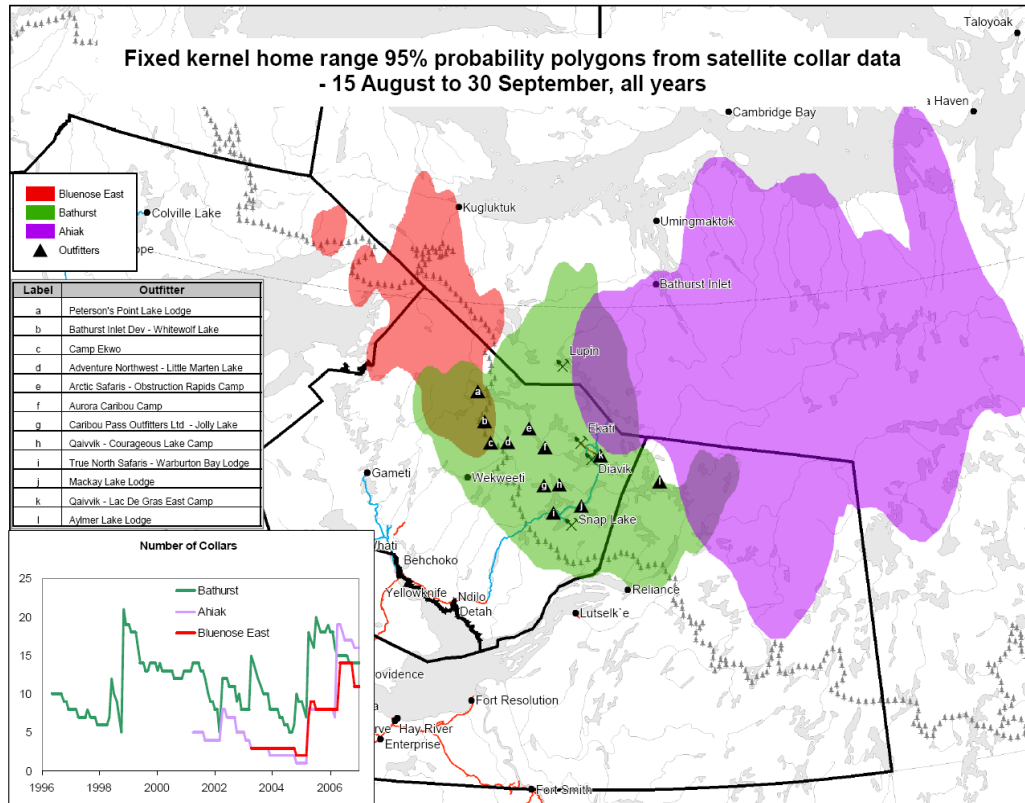 Taloyoak
Fixed kernel home range 95% probability polygons from satellite collar data
- 15 August to 30 September, all years
Cambridge Bay
a Haven
Bluenose East
Bathurst
Ahiak
Outfitters
Colville Lake
ope
Kugluktuk
Umingmaktok
Bathurst Inlet
Label Outfitter
a Peterson's Point Lake Lodge
b Bathurst Inlet Dev - Whitewolf Lake
c Camp Ekwo
d Adventure Northwest - Little Marten Lake
e Arctic Safaris - Obstruction Rapids Camp
f Aurora Caribou Camp
g Caribou Pass Outfitters Ltd - Jolly Lake
h Qaivvik - Courageous Lake Camp
i True North Safaris - Warburton Bay Lodge
j Mackay Lake Lodge
k Qaivvik - Lac De Gras East Camp
l Aylmer Lake Lodge
Lupin
a
b
e
c d
f
Ekati
k
Diavik
Gameti
Wekweeti
g h
l
i
j
Snap Lake
Whati
Behchoko
Yellowknife
Ndilo
Detah
Reliance
Lutselk`e
rovidence
Fort Resolution
a
rve
Hay River
Enterprise
Fort Smith
Number of Collars
25
20
15
10
5
0
Bathurst
Ahiak
Bluenose East
1996 1998 2000 2002 2004 2006